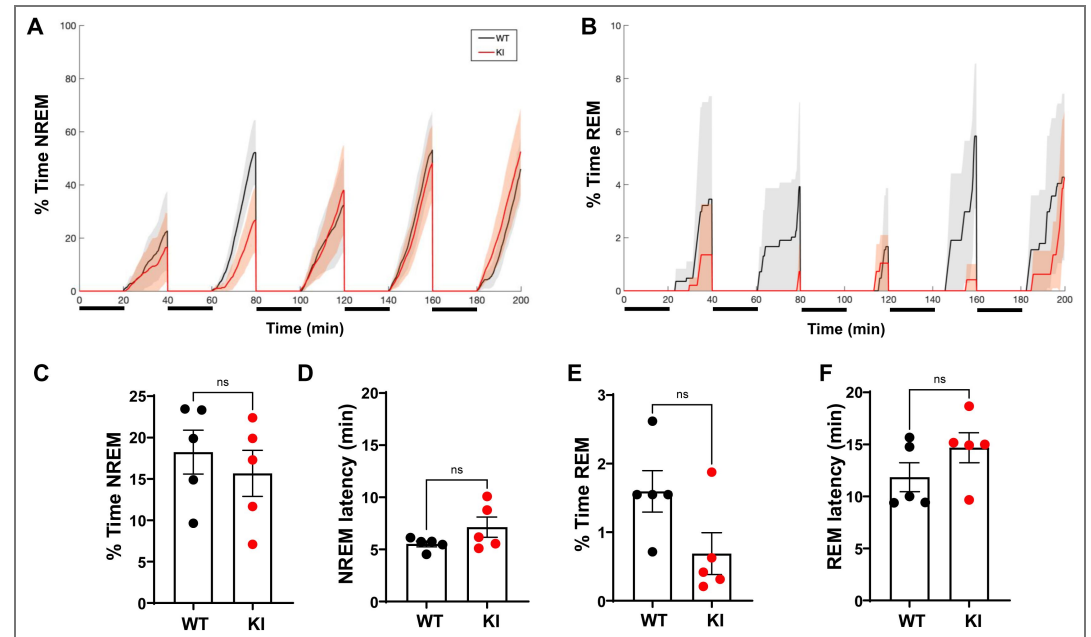 A
% Time NREM
100
80
60
40
20
0
WT
KI
0 20 40 60 80 100 120 140 160 180 200
Time (min)
B
% Time REM
10
8
6
4
2
0
0 20 40 60 80 100 120 140 160 180 200
Time (min)
C
% Time NREM
25
20
15
10
5
0
ns
WT KI
D
NREM latency (min)
20
15
10
5
0
ns
WT KI
E
% Time REM
3
2
1
0
ns
WT KI
F
REM latency (min)
20
15
10
5
0
ns
WT KI